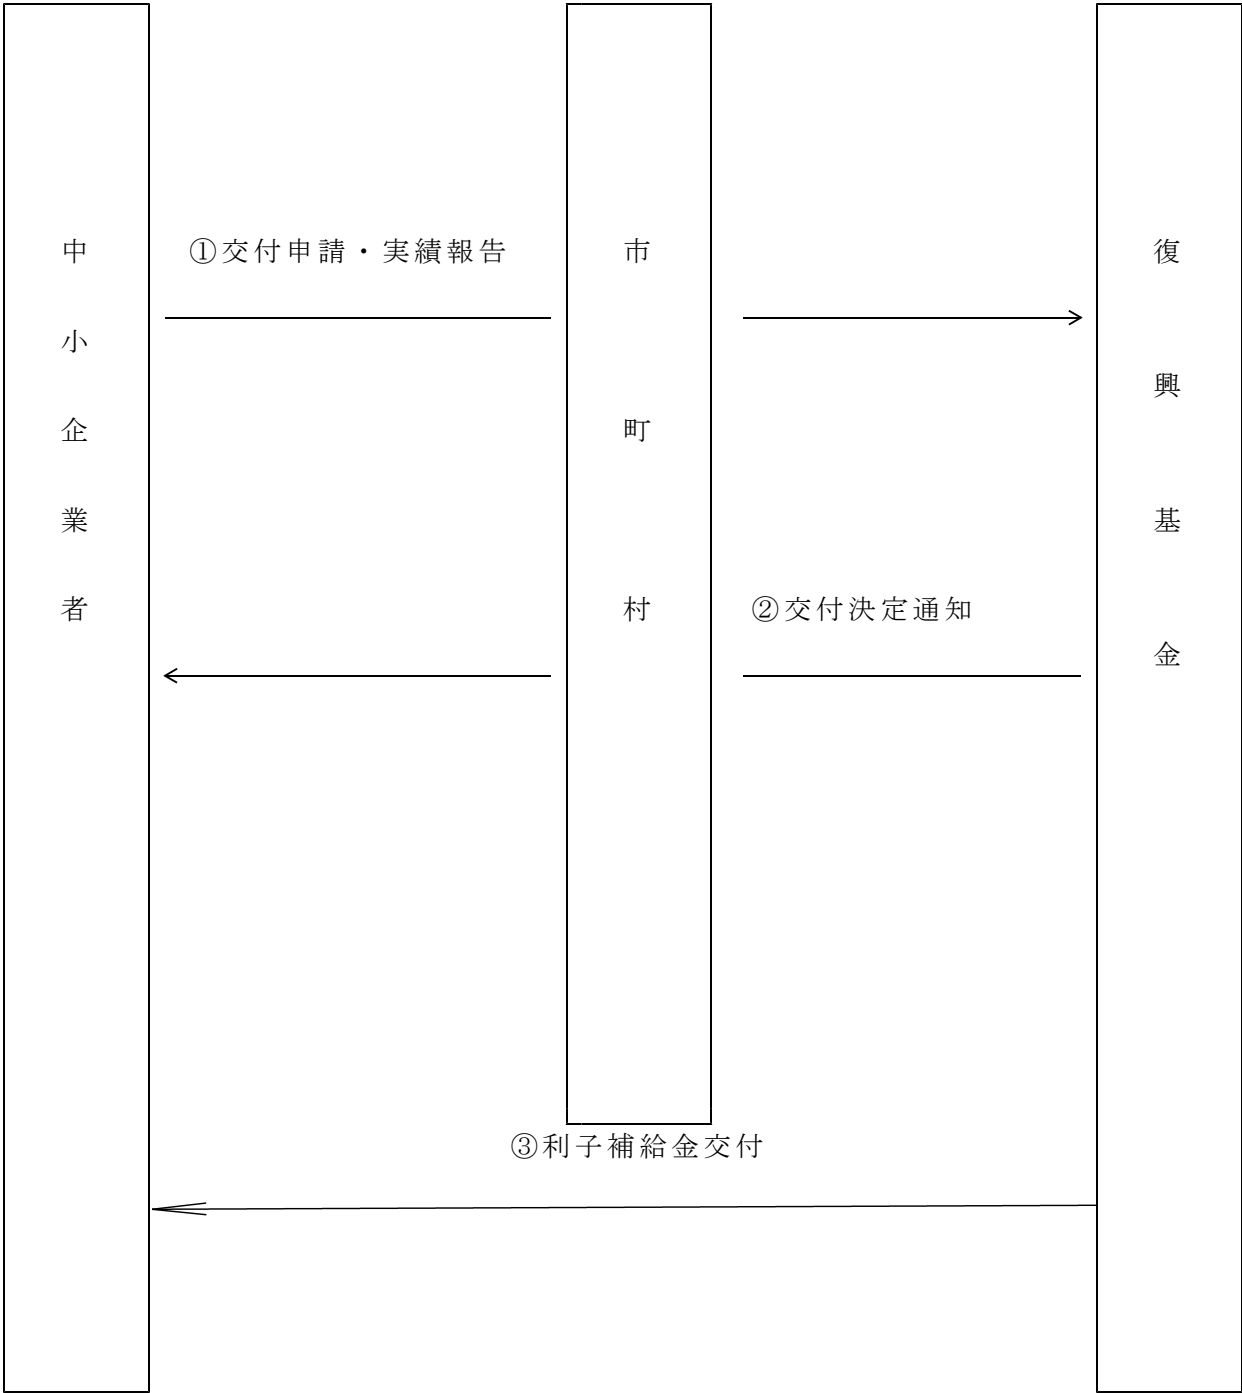 中小企業者
①交付申請・実績報告
市町村
復興基金
②交付決定通知
③利子補給金交付